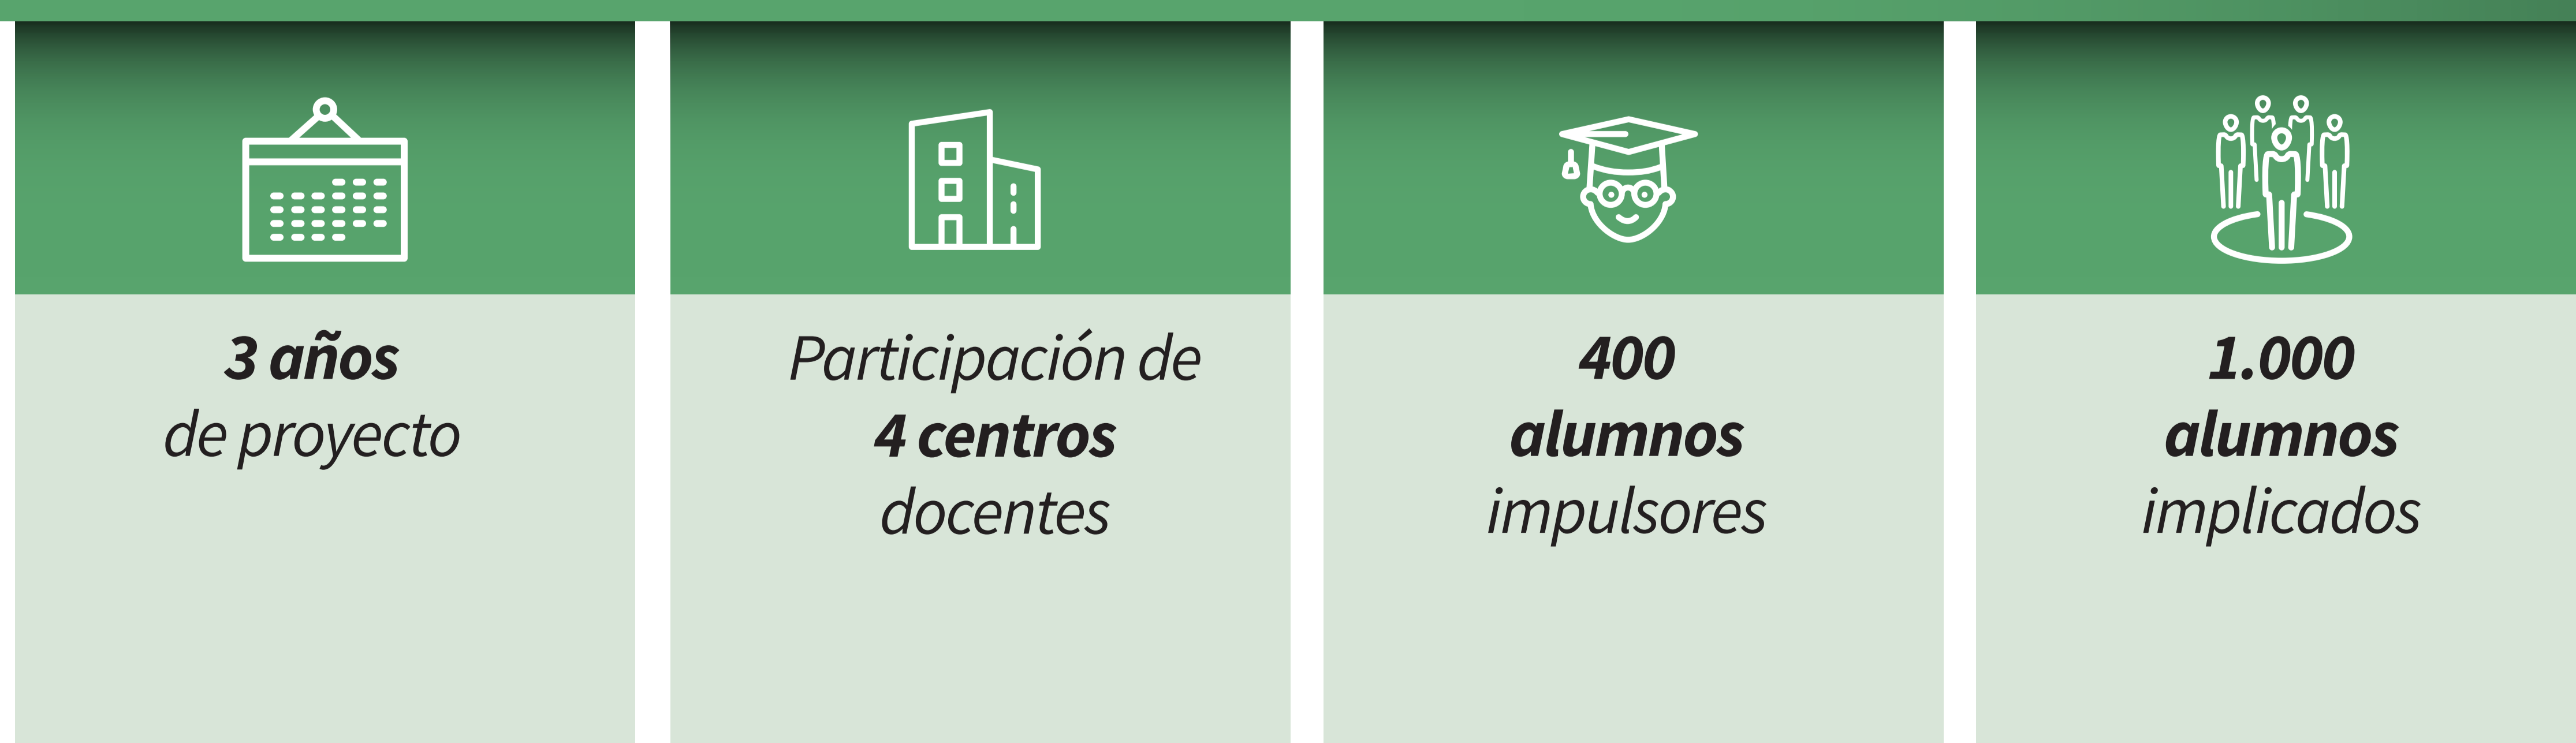 3 años
de proyecto
Participación de
4 centros
docentes
400
alumnos
impulsores
1.000
alumnos
implicados